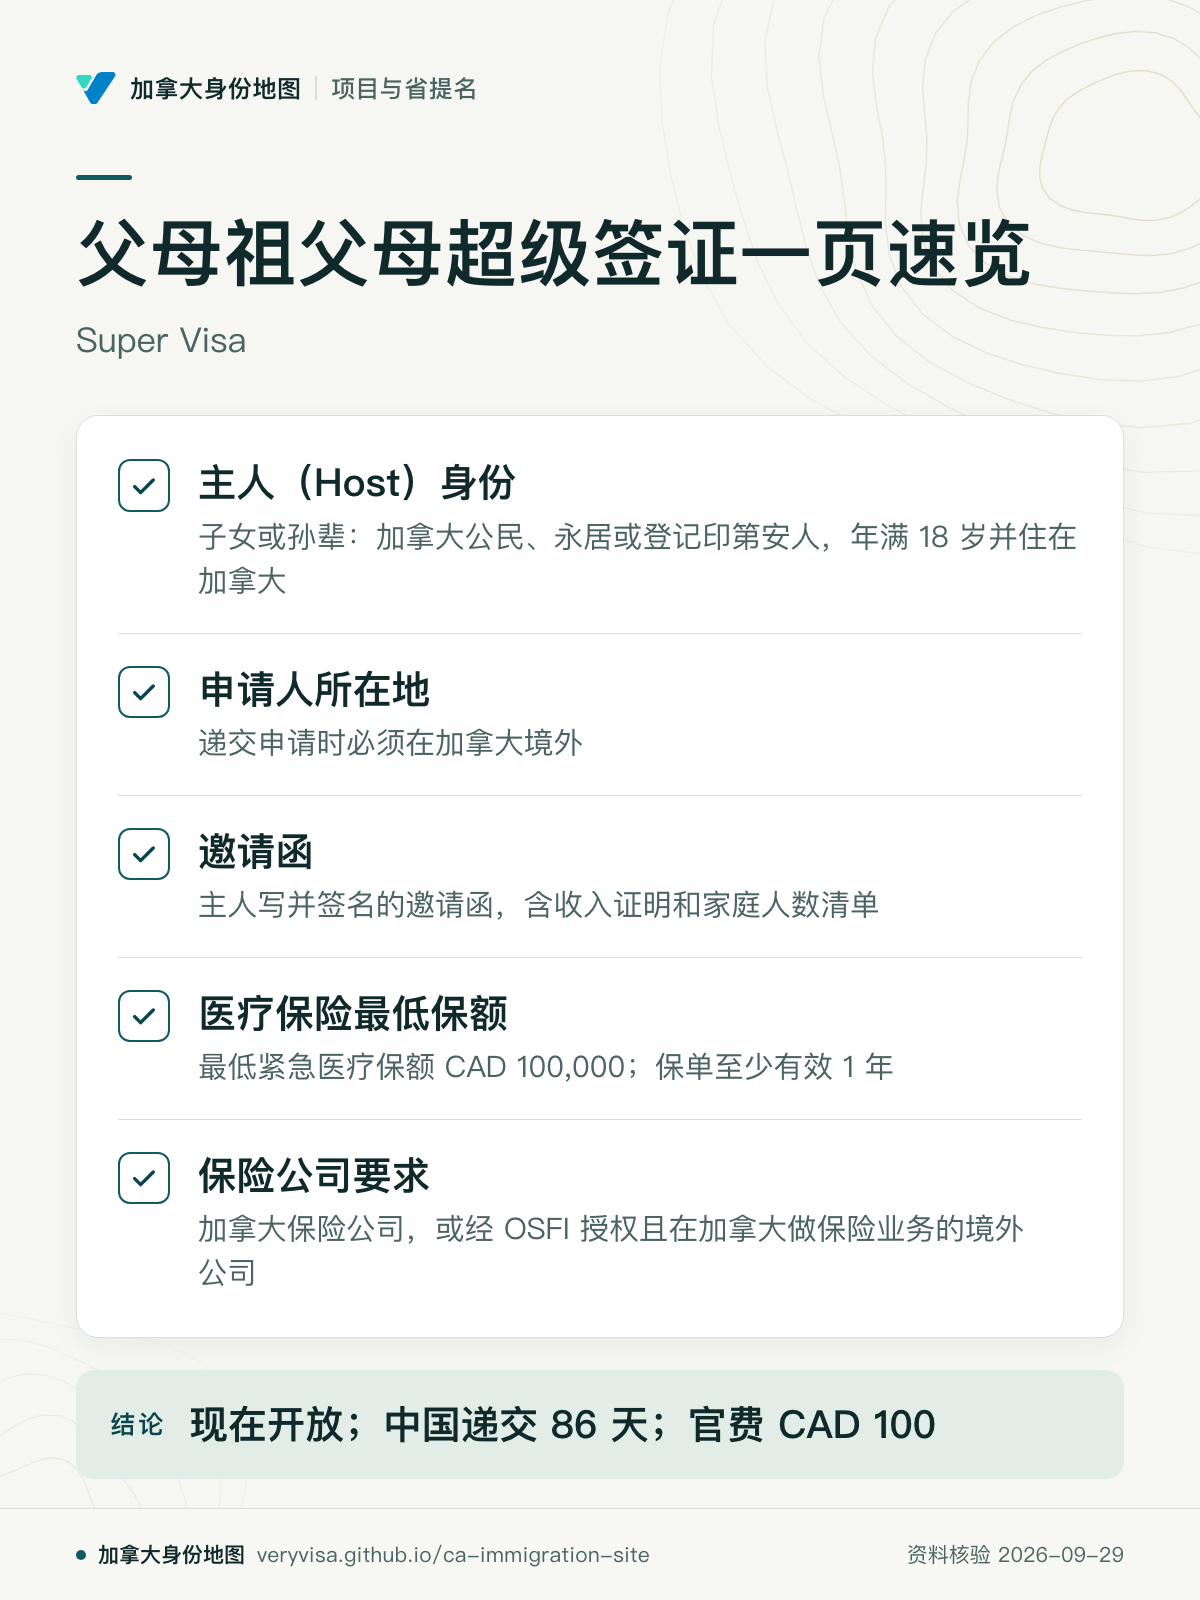 加拿大身份地图 | 项目与省提名
父母祖父母超级签证一页速览
Super Visa
主人（Host）身份
子女或孙辈：加拿大公民、永居或登记印第安人，年满 18 岁并住在
加拿大
申请人所在地
递交申请时必须在加拿大境外
邀请函
主人写并签名的邀请函，含收入证明和家庭人数清单
医疗保险最低保额
最低紧急医疗保额 CAD 100,000；保单至少有效 1 年
保险公司要求
加拿大保险公司，或经 OSFI 授权且在加拿大做保险业务的境外
公司
结论 现在开放；中国递交 86 天；官费 CAD 100
加拿大身份地图 veryvisa.github.io/ca-immigration-site 资料核验 2026-09-29